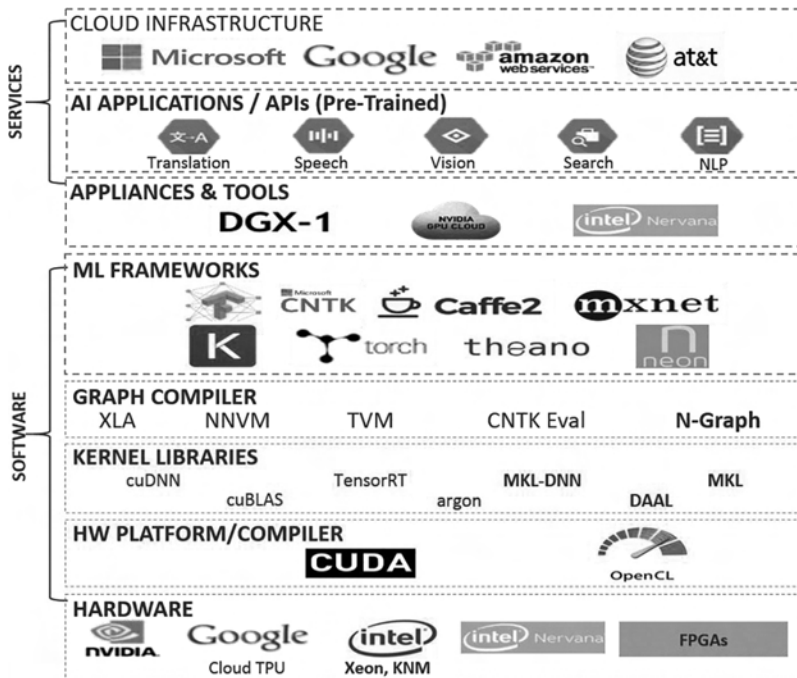 CLOUD INFRASTRUCTURE
Microsoft Google amazon web services™ at&t
AI APPLICATIONS / APIs (Pre-Trained)
文→A
Translation Speech Vision Search NLP
APPLIANCES & TOOLS
DGX-1 NVIDIA GPU CLOUD intel Nervana
SERVICES
ML FRAMEWORKS
Microsoft CNTK Caffe2 mxnet
K torch theano n neon
GRAPH COMPILER
XLA NNVM TVM CNTK Eval N-Graph
KERNEL LIBRARIES
cuDNN TensorRT MKL-DNN MKL
cuBLAS argon DAAL
HW PLATFORM/COMPILER
CUDA OpenCL
SOFTWARE
HARDWARE
NVIDIA. Google intel intel Nervana FPGAs
Cloud TPU Xeon, KNM